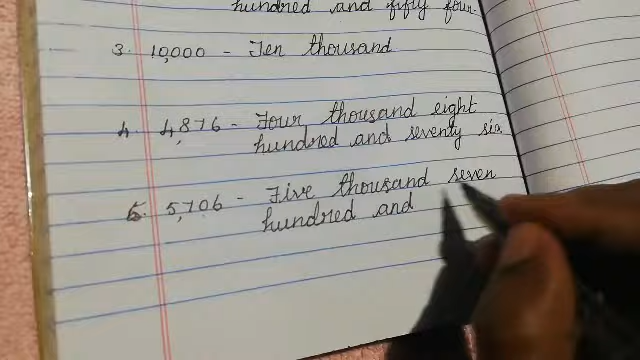 hundred and fifty four.
3. 10,000 - Ten thousand
4. 4,876 - Four thousand eight
hundred and seventy six
5. 5,706 - Five thousand seven
hundred and